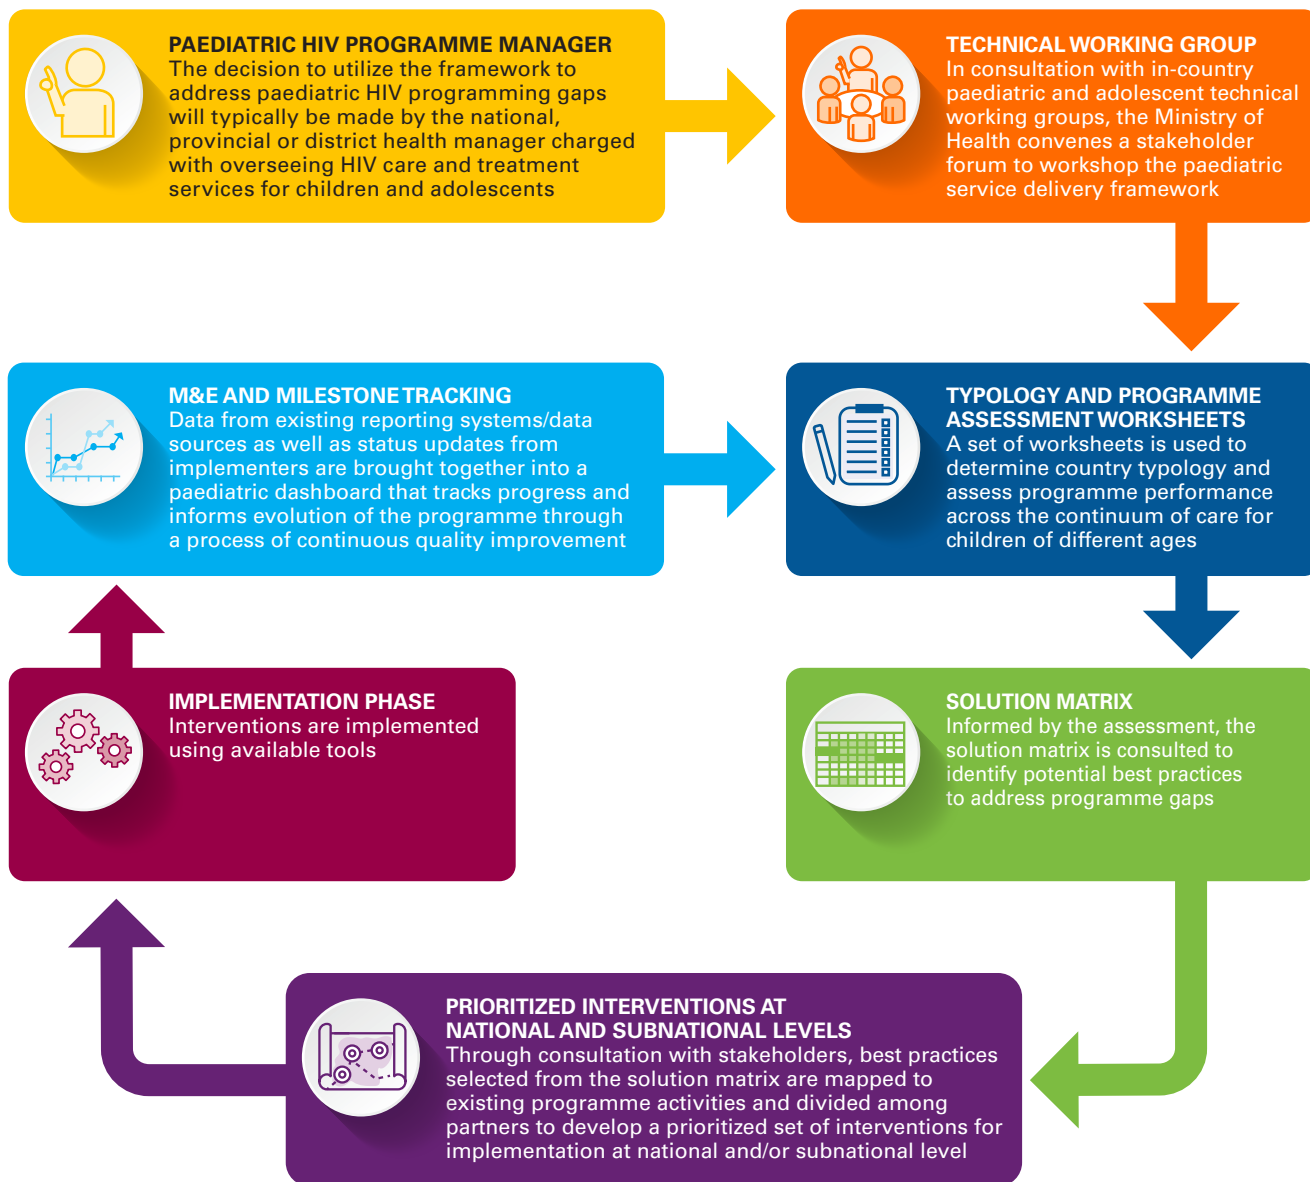 PAEDIATRIC HIV PROGRAMME MANAGER
The decision to utilize the framework to
address paediatric HIV programming gaps
will typically be made by the national,
provincial or district health manager charged
with overseeing HIV care and treatment
services for children and adolescents
TECHNICAL WORKING GROUP
In consultation with in-country
paediatric and adolescent technical
working groups, the Ministry of
Health convenes a stakeholder
forum to workshop the paediatric
service delivery framework
M&E AND MILESTONE TRACKING
Data from existing reporting systems/data
sources as well as status updates from
implementers are brought together into a
paediatric dashboard that tracks progress and
informs evolution of the programme through
a process of continuous quality improvement
TYPOLOGY AND PROGRAMME
ASSESSMENT WORKSHEETS
A set of worksheets is used to
determine country typology and
assess programme performance
across the continuum of care for
children of different ages
IMPLEMENTATION PHASE
Interventions are implemented
using available tools
SOLUTION MATRIX
Informed by the assessment, the
solution matrix is consulted to
identify potential best practices
to address programme gaps
PRIORITIZED INTERVENTIONS AT
NATIONAL AND SUBNATIONAL LEVELS
Through consultation with stakeholders, best practices
selected from the solution matrix are mapped to
existing programme activities and divided among
partners to develop a prioritized set of interventions for
implementation at national and/or subnational level